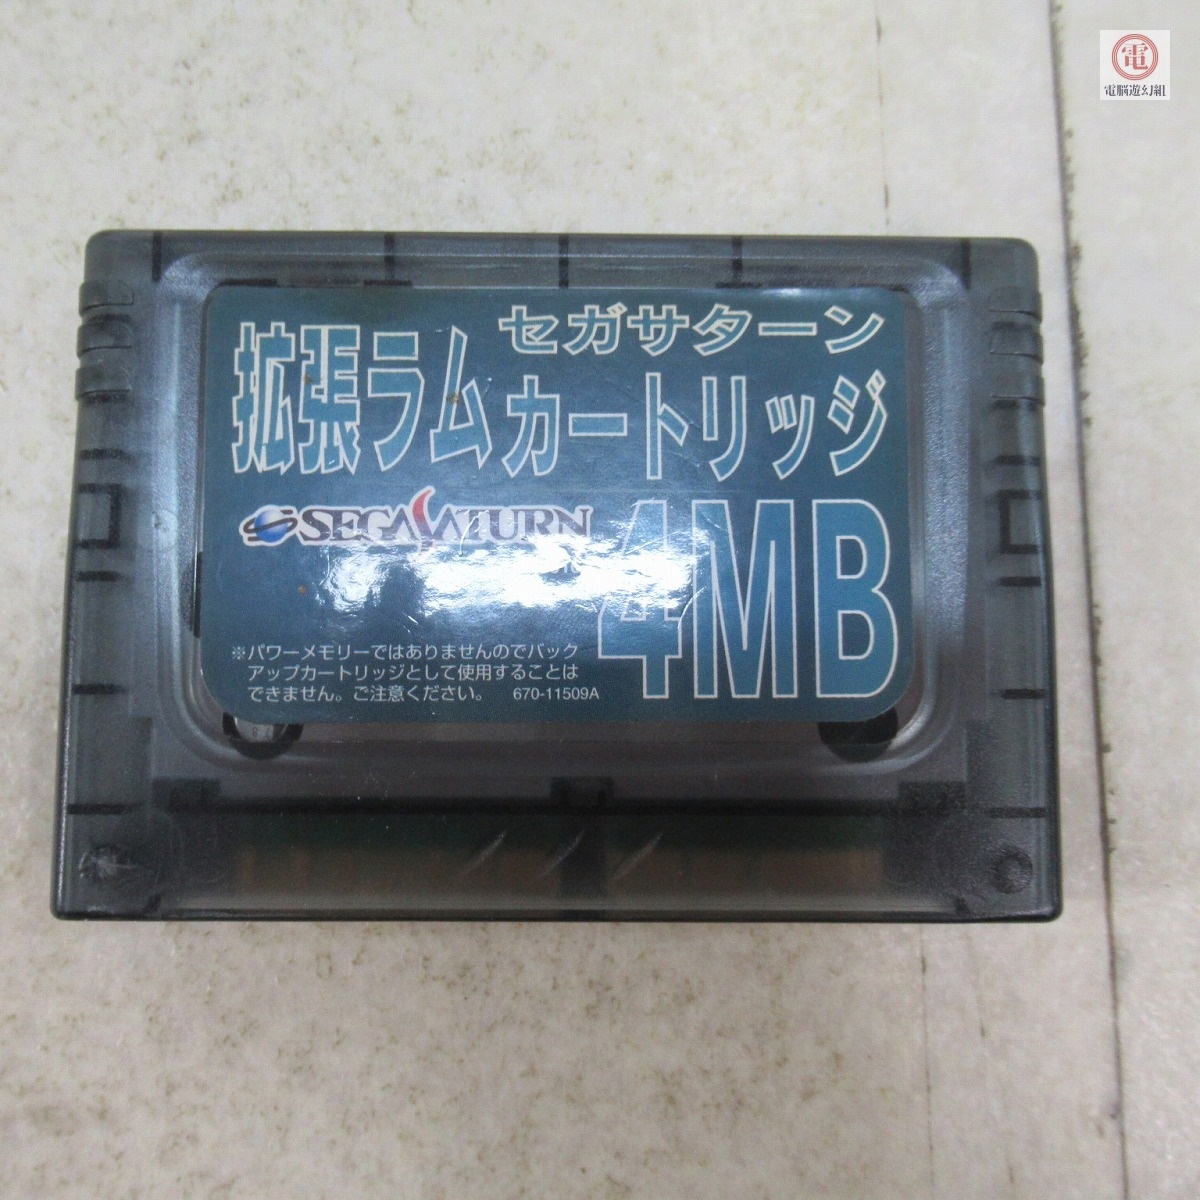 電
電脳遊幻組
セガサターン
拡張ラムカートリッジ
SEGA SATURN
4MB
※パワーメモリーではありませんのでバック
アップカートリッジとして使用することは
できません。ご注意ください。 670-11509A